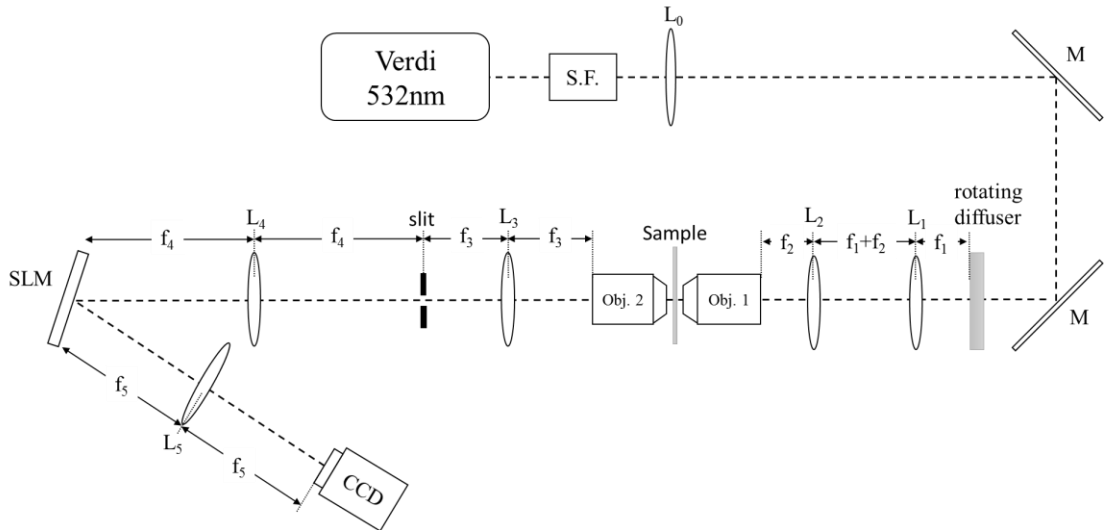 Verdi
532nm
S.F.
L₀
M
rotating
diffuser
L₄
slit
L₃
Sample
L₂
L₁
f₄
f₄
f₃
f₃
f₂
f₁+f₂
f₁
SLM
Obj. 2
Obj. 1
M
f₅
L₅
f₅
CCD